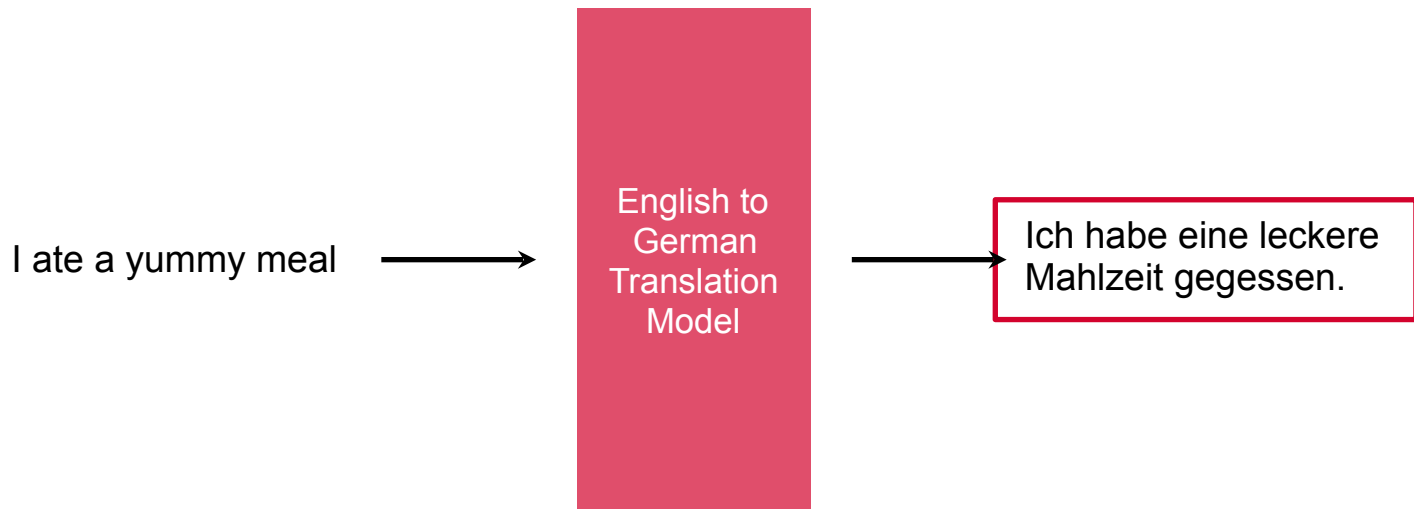 I ate a yummy meal
English to
German
Translation
Model
Ich habe eine leckere
Mahlzeit gegessen.